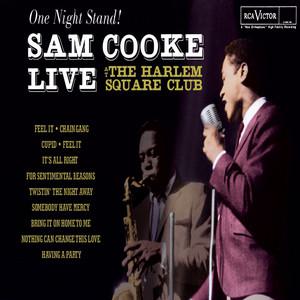 One Night Stand!
SAM COOKE
LIVE AT THE HARLEM
SQUARE CLUB
RCA VICTOR
FEEL IT • CHAIN GANG
CUPID • FEEL IT
IT'S ALL RIGHT
FOR SENTIMENTAL REASONS
TWISTIN' THE NIGHT AWAY
SOMEBODY HAVE MERCY
BRING IT ON HOME TO ME
NOTHING CAN CHANGE THIS LOVE
HAVING A PARTY